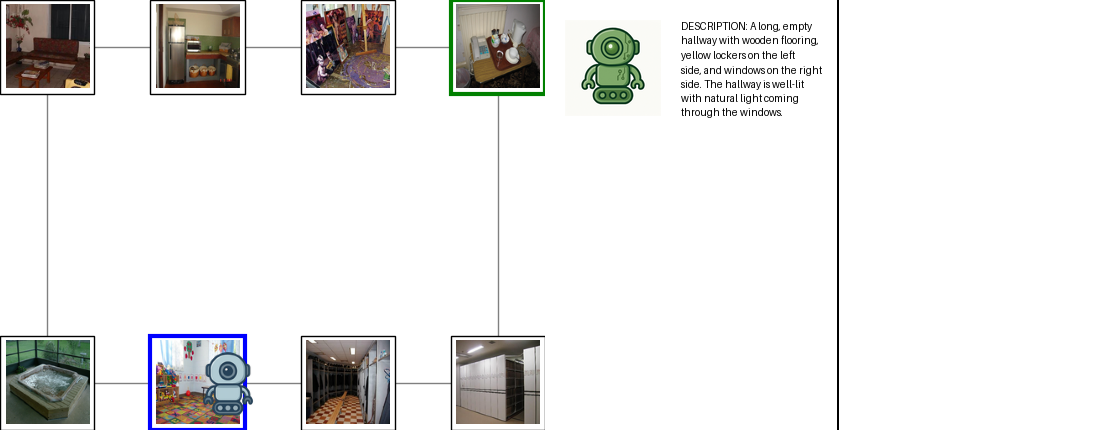 DESCRIPTION: A long, empty
hallway with wooden flooring,
yellow lockers on the left
side, and windows on the right
side. The hallway is well-lit
with natural light coming
through the windows.